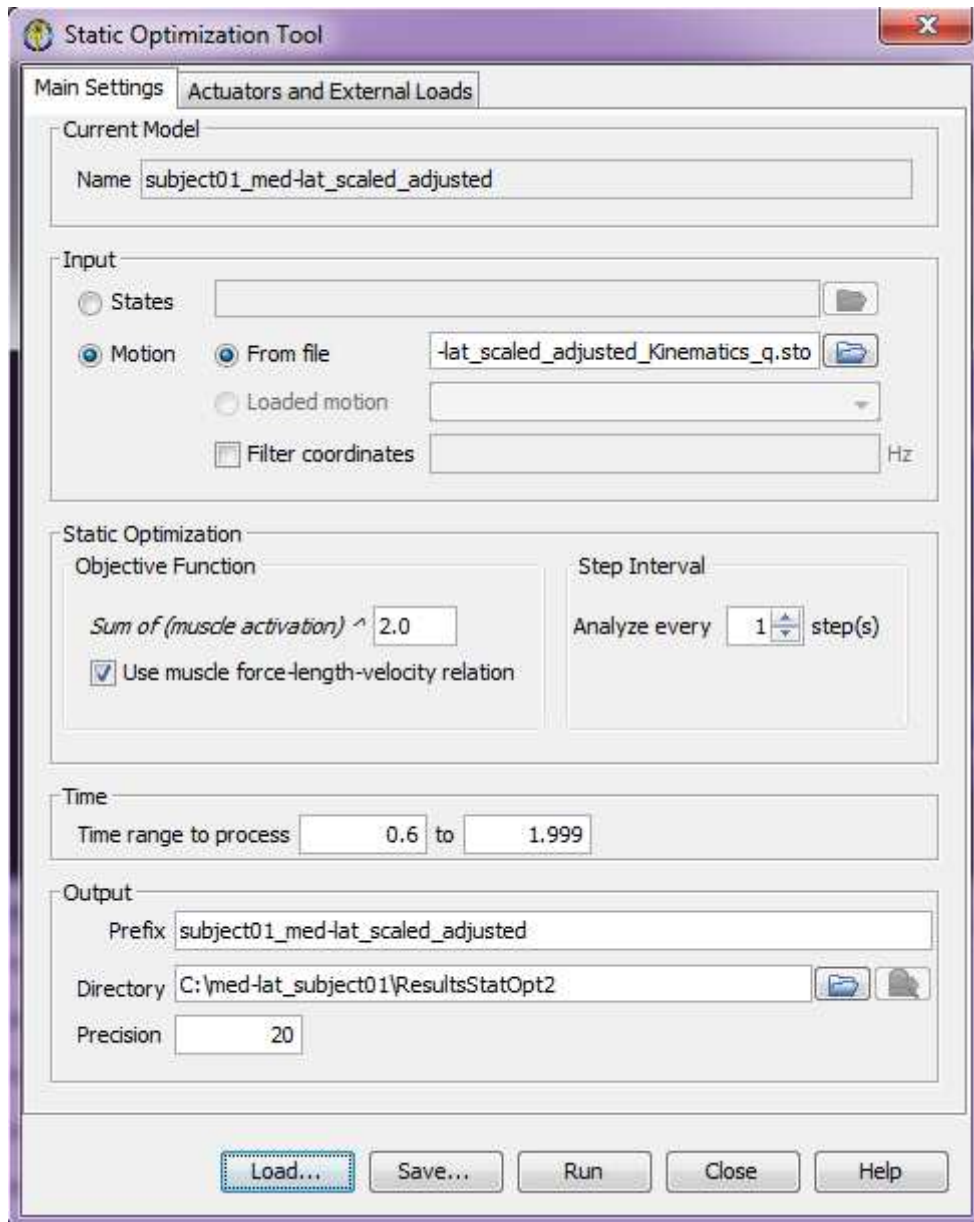 Static Optimization Tool
Main Settings Actuators and External Loads
Current Model
Name subject01_med-lat_scaled_adjusted
Input
States
Motion From file -lat_scaled_adjusted_Kinematics_q.sto
Loaded motion
Filter coordinates Hz
Static Optimization
Objective Function Step Interval
Sum of (muscle activation) ^ 2.0 Analyze every 1 step(s)
Use muscle force-length-velocity relation
Time
Time range to process 0.6 to 1.999
Output
Prefix subject01_med-lat_scaled_adjusted
Directory C:\med-lat_subject01\ResultsStatOpt2
Precision 20
Load... Save... Run Close Help